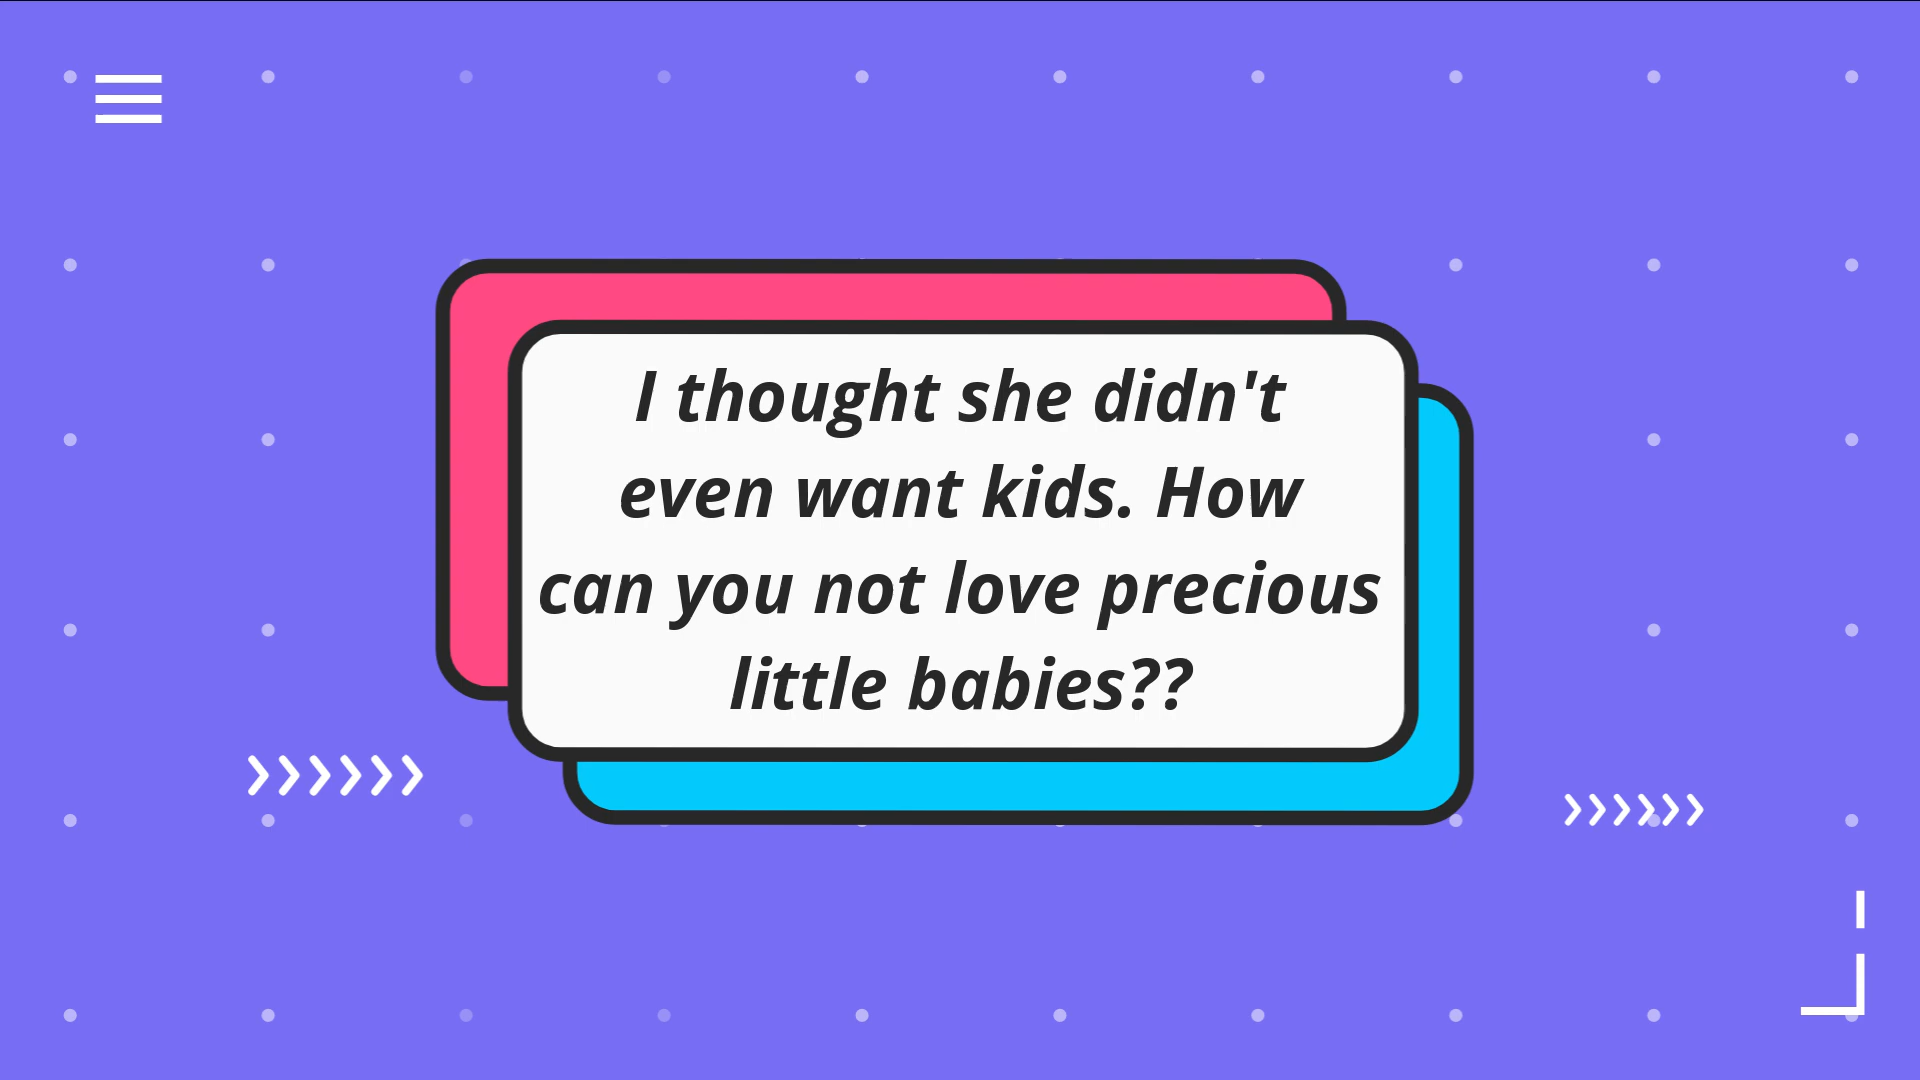 I thought she didn't
even want kids. How
can you not love precious
little babies??